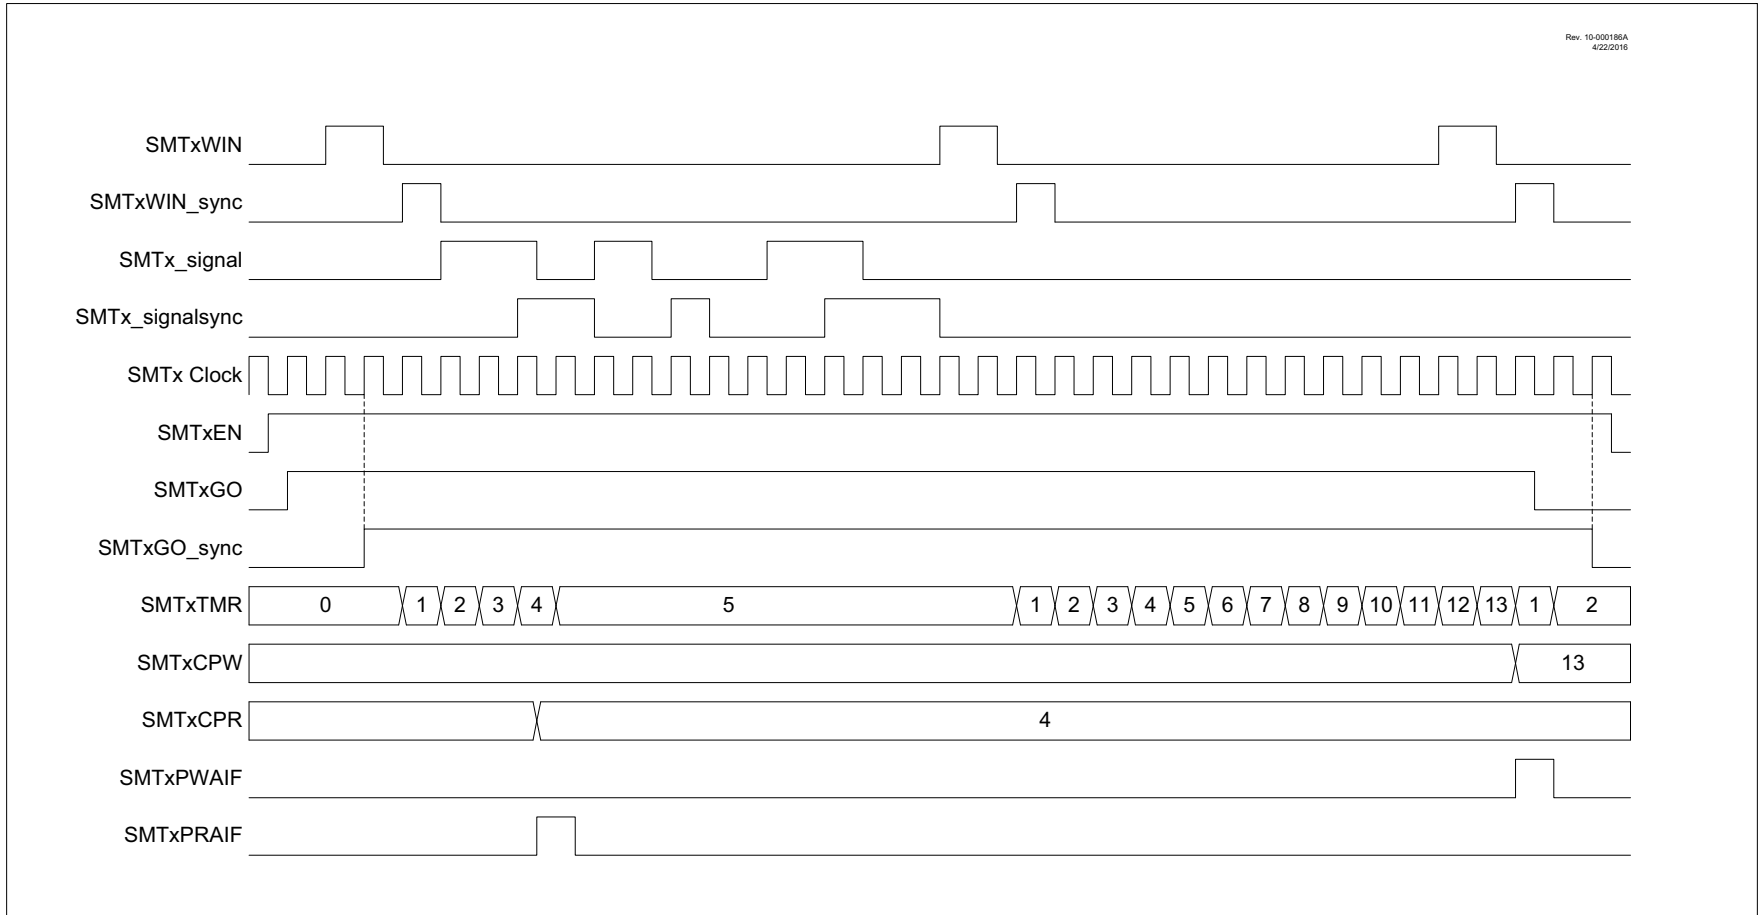 Rev. 10-000186A
4/22/2016
SMTxWIN
SMTxWIN_sync
SMTx_signal
SMTx_signalsync
SMTx Clock
SMTxEN
SMTxGO
SMTxGO_sync
SMTxTMR 0 1 2 3 4 5 1 2 3 4 5 6 7 8 9 10 11 12 13 1 2
SMTxCPW 13
SMTxCPR 4
SMTxPWAIF
SMTxPRAIF